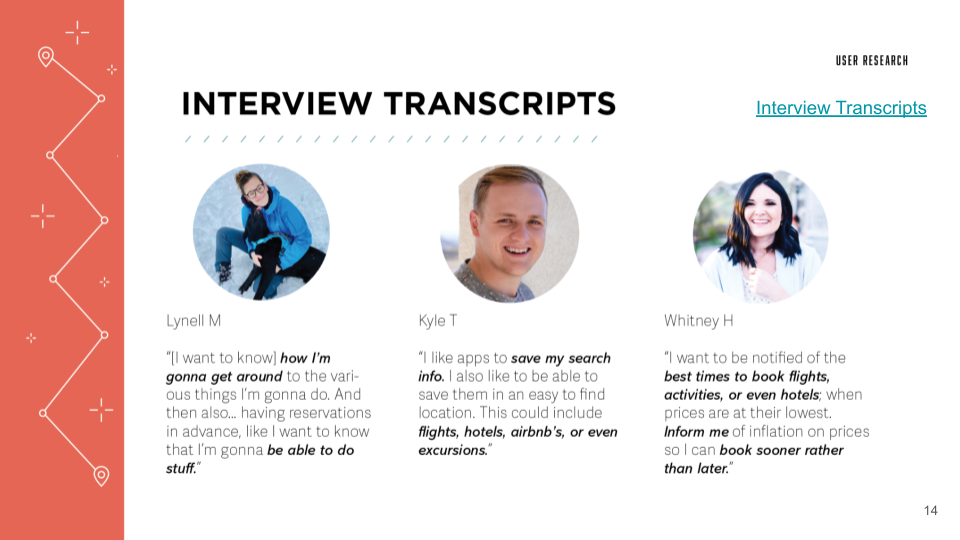 USER RESEARCH
INTERVIEW TRANSCRIPTS
Interview Transcripts
Lynell M
“[I want to know] how I’m
gonna get around to the vari-
ous things I’m gonna do. And
then also... having reservations
in advance, like I want to know
that I’m gonna be able to do
stuff.”
Kyle T
“I like apps to save my search
info. I also like to be able to
save them in an easy to find
location. This could include
flights, hotels, airbnb’s, or even
excursions.”
Whitney H
“I want to be notified of the
best times to book flights,
activities, or even hotels; when
prices are at their lowest.
Inform me of inflation on prices
so I can book sooner rather
than later.”
14